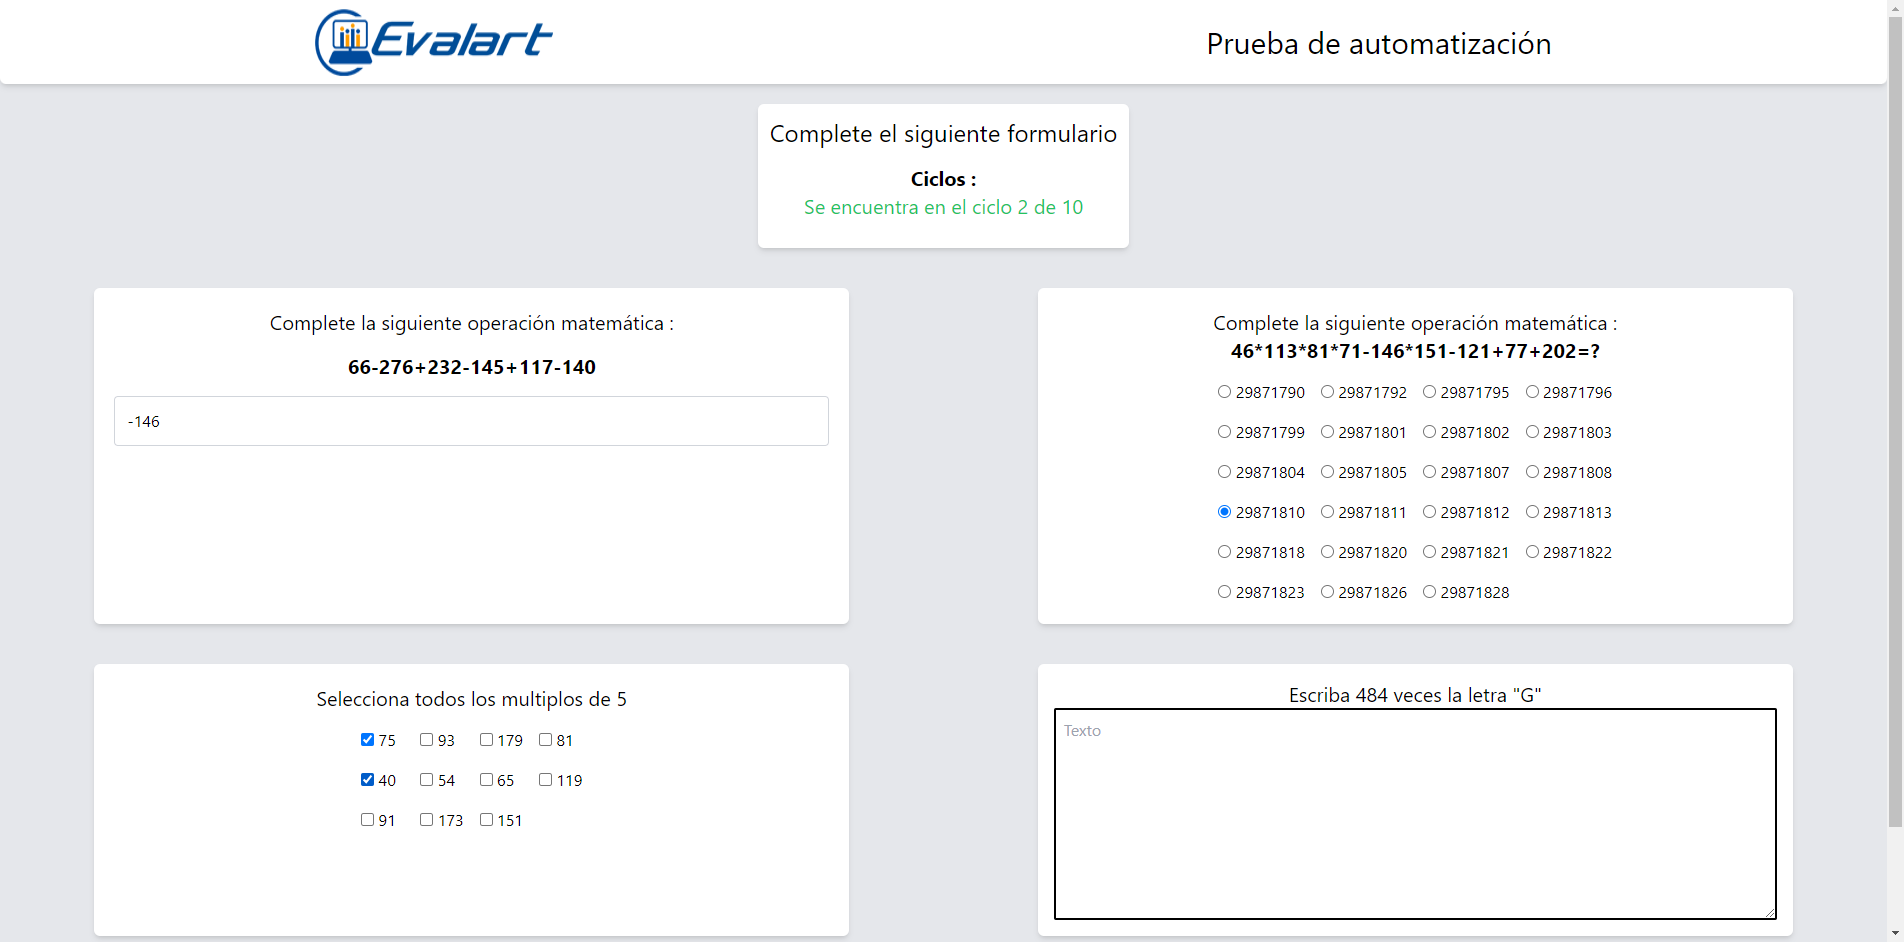 Evalart
Prueba de automatización
Complete el siguiente formulario
Ciclos :
Se encuentra en el ciclo 2 de 10
Complete la siguiente operación matemática :
66-276+232-145+117-140
-146
Complete la siguiente operación matemática :
46*113*81*71-146*151-121+77+202=?
29871790 29871792 29871795 29871796
29871799 29871801 29871802 29871803
29871804 29871805 29871807 29871808
29871810 29871811 29871812 29871813
29871818 29871820 29871821 29871822
29871823 29871826 29871828
Selecciona todos los multiplos de 5
75 93 179 81
40 54 65 119
91 173 151
Escriba 484 veces la letra "G"
Texto